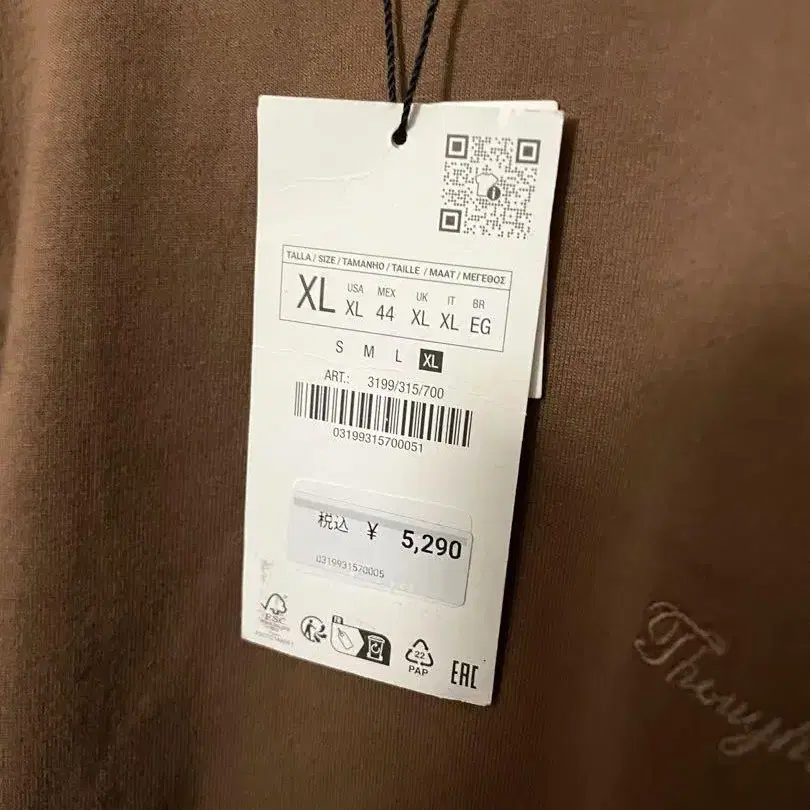 TALLA / SIZE / TAMANHO / TAILLE / MAAT / ΜΕΓΕΘΟΣ
XL
USA MEX UK IT BR
XL 44 XL XL EG
S M L XL
ART.: 3199/315/700
03199315700051
税込 ¥ 5,290
0319931570005
FSC
22
PAP
EAC